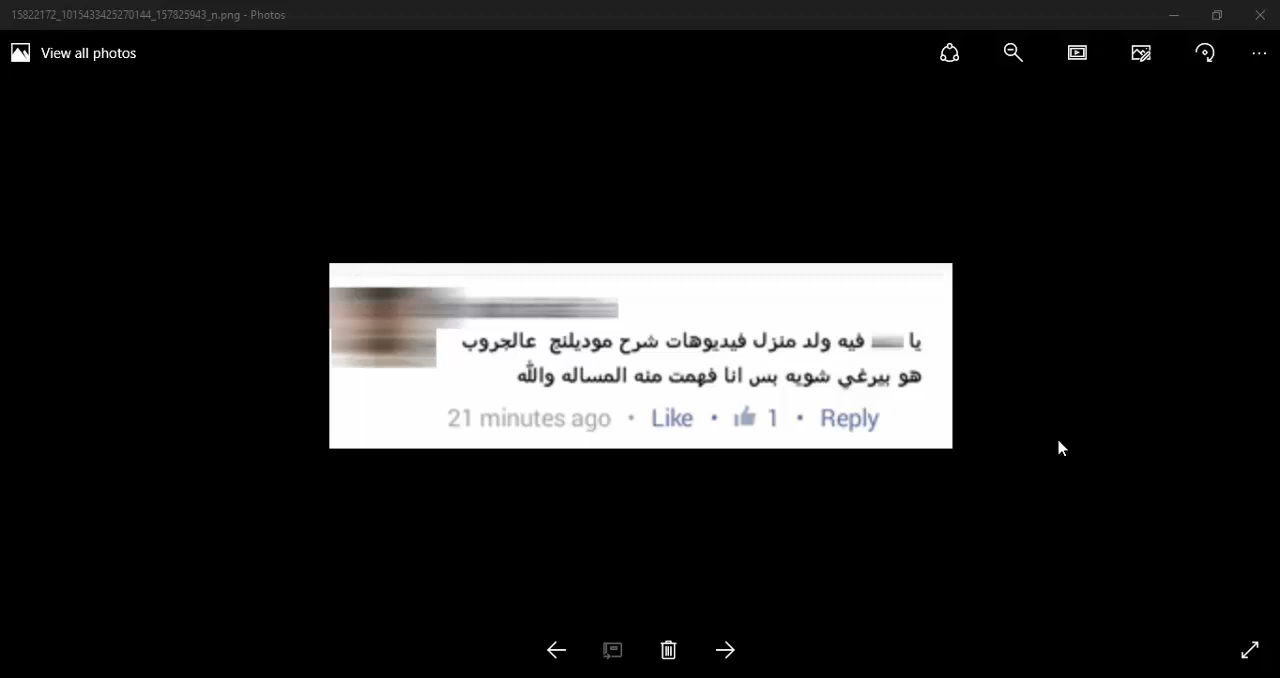 15822172_1015433425270144_157825943_n.png - Photos
View all photos
يا فيه ولد منزل فيديوهات شرح موديلنج عالجروب
هو بيرغي شويه بس انا فهمت منه المساله والله
21 minutes ago · Like · 1 · Reply